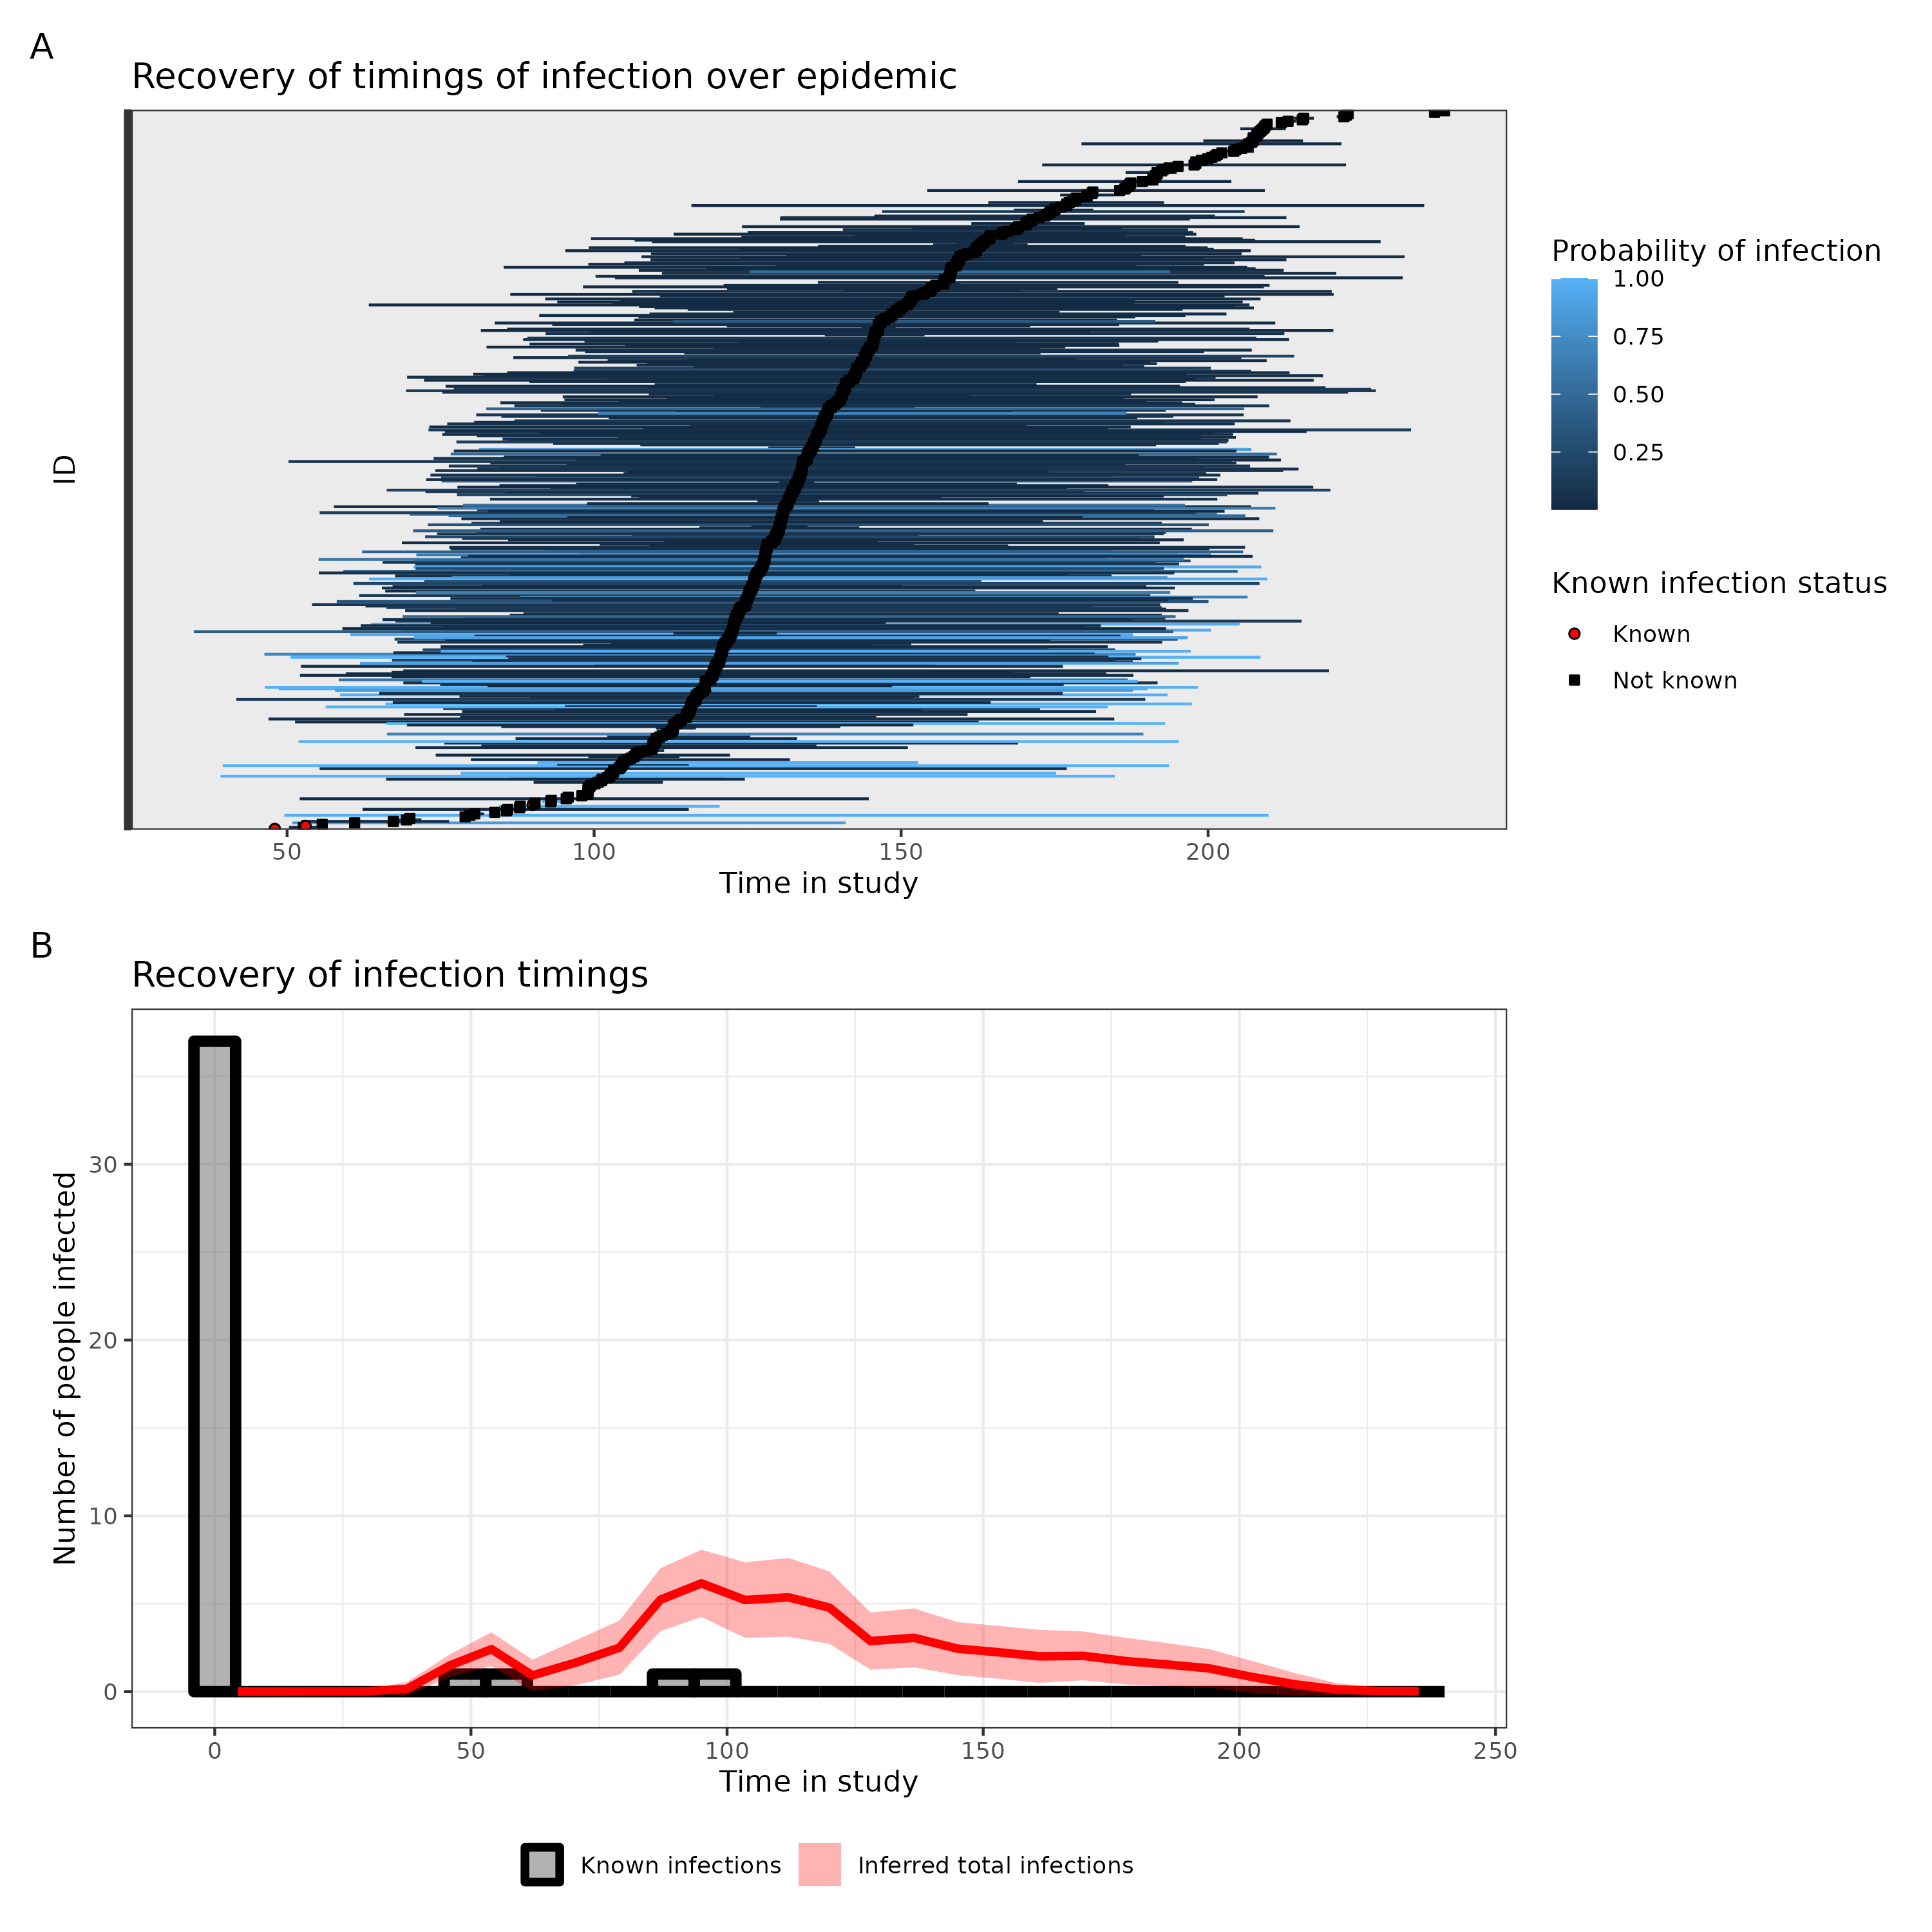 A
Recovery of timings of infection over epidemic
ID
50 100 150 200
Time in study
Probability of infection
1.00
0.75
0.50
0.25
Known infection status
Known
Not known
B
Recovery of infection timings
Number of people infected
30
20
10
0
0 50 100 150 200 250
Time in study
Known infections Inferred total infections